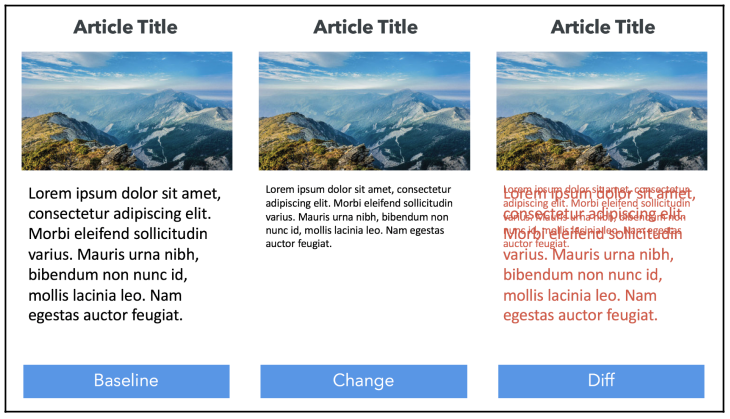 Article Title
Lorem ipsum dolor sit amet,
consectetur adipiscing elit.
Morbi eleifend sollicitudin
varius. Mauris urna nibh,
bibendum non nunc id,
mollis lacinia leo. Nam
egestas auctor feugiat.
Baseline
Article Title
Lorem ipsum dolor sit amet, consectetur
adipiscing elit. Morbi eleifend sollicitudin
varius. Mauris urna nibh, bibendum non
nunc id, mollis lacinia leo. Nam egestas
auctor feugiat.
Change
Article Title
Lorem ipsum dolor sit amet, consectetur
adipiscing elit. Morbi eleifend sollicitudin
varius. Mauris urna nibh, bibendum non
nunc id, mollis lacinia leo. Nam egestas
auctor feugiat.
Lorem ipsum dolor sit amet,
consectetur adipiscing elit.
Morbi eleifend sollicitudin
varius. Mauris urna nibh,
bibendum non nunc id,
mollis lacinia leo. Nam
egestas auctor feugiat.
Diff